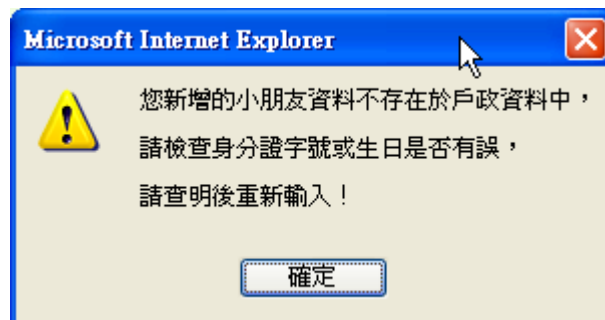 Microsoft Internet Explorer
您新增的小朋友資料不存在於戶政資料中，
請檢查身分證字號或生日是否有誤，
請查明後重新輸入！
確定